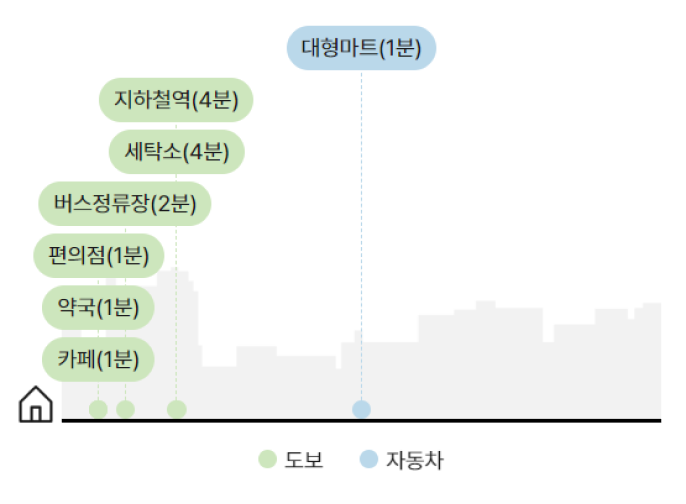 대형마트(1분)
지하철역(4분)
세탁소(4분)
버스정류장(2분)
편의점(1분)
약국(1분)
카페(1분)
도보
자동차